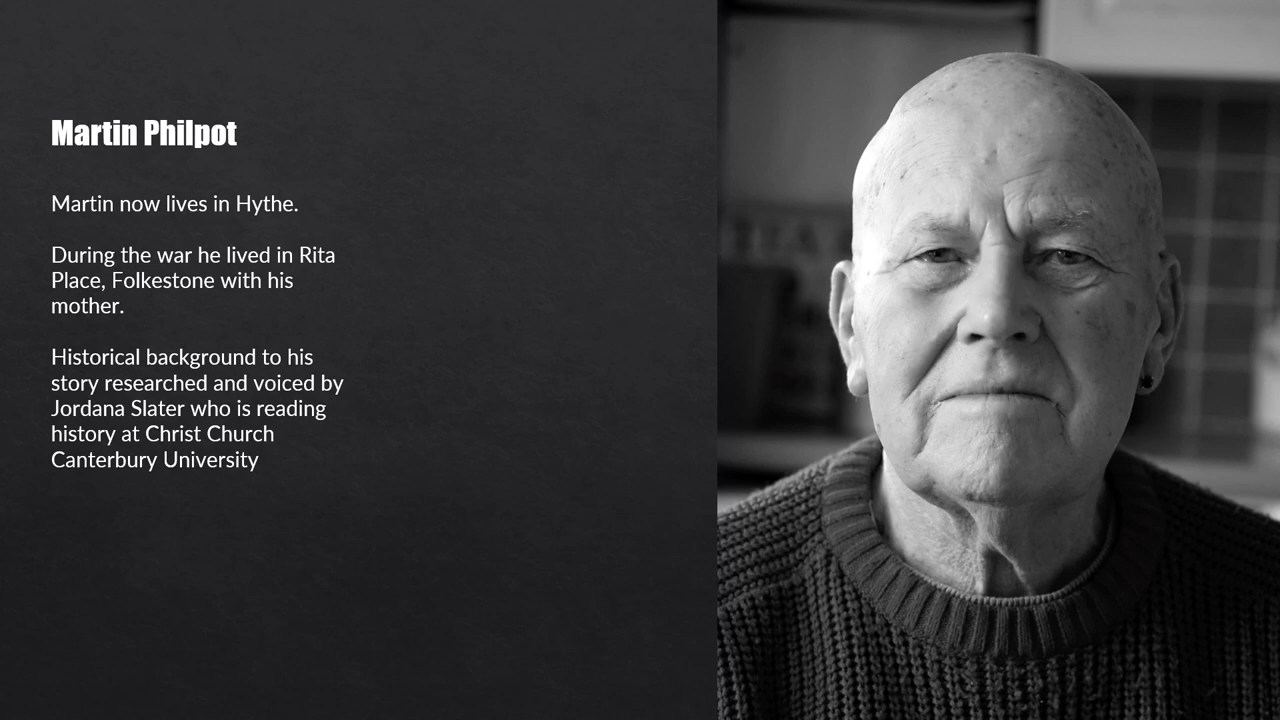 Martin Philpot
Martin now lives in Hythe.
During the war he lived in Rita
Place, Folkestone with his
mother.
Historical background to his
story researched and voiced by
Jordana Slater who is reading
history at Christ Church
Canterbury University